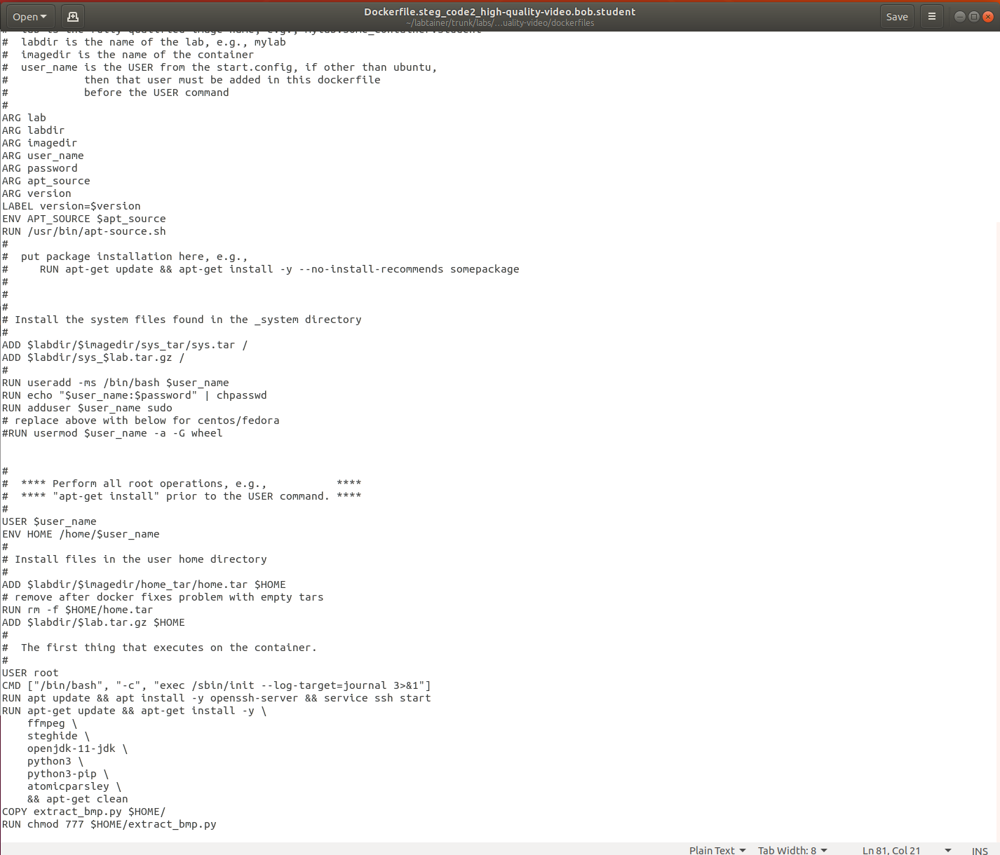 Open
Dockerfile.steg_code2_high-quality-video.bob.student
~/labtainer/trunk/labs/...uality-video/dockerfiles
Save
#  lab is the fully qualified image name, e.g., mylab.some_container.student
#  labdir is the name of the lab, e.g., mylab
#  imagedir is the name of the container
#  user_name is the USER from the start.config, if other than ubuntu,
#            then that user must be added in this dockerfile
#            before the USER command
#
ARG lab
ARG labdir
ARG imagedir
ARG user_name
ARG password
ARG apt_source
ARG version
LABEL version=$version
ENV APT_SOURCE $apt_source
RUN /usr/bin/apt-source.sh
#
#  put package installation here, e.g.,
#     RUN apt-get update && apt-get install -y --no-install-recommends somepackage
#
#
#
# Install the system files found in the _system directory
#
ADD $labdir/$imagedir/sys_tar/sys.tar /
ADD $labdir/sys_$lab.tar.gz /
#
RUN useradd -ms /bin/bash $user_name
RUN echo "$user_name:$password" | chpasswd
RUN adduser $user_name sudo
# replace above with below for centos/fedora
#RUN usermod $user_name -a -G wheel
#
#  **** Perform all root operations, e.g.,           ****
#  **** "apt-get install" prior to the USER command. ****
#
USER $user_name
ENV HOME /home/$user_name
#
# Install files in the user home directory
#
ADD $labdir/$imagedir/home_tar/home.tar $HOME
# remove after docker fixes problem with empty tars
RUN rm -f $HOME/home.tar
ADD $labdir/$lab.tar.gz $HOME
#
#  The first thing that executes on the container.
#
USER root
CMD ["/bin/bash", "-c", "exec /sbin/init --log-target=journal 3>&1"]
RUN apt update && apt install -y openssh-server && service ssh start
RUN apt-get update && apt-get install -y \
    ffmpeg \
    steghide \
    openjdk-11-jdk \
    python3 \
    python3-pip \
    atomicparsley \
    && apt-get clean
COPY extract_bmp.py $HOME/
RUN chmod 777 $HOME/extract_bmp.py
Plain Text
Tab Width: 8
Ln 81, Col 21
INS